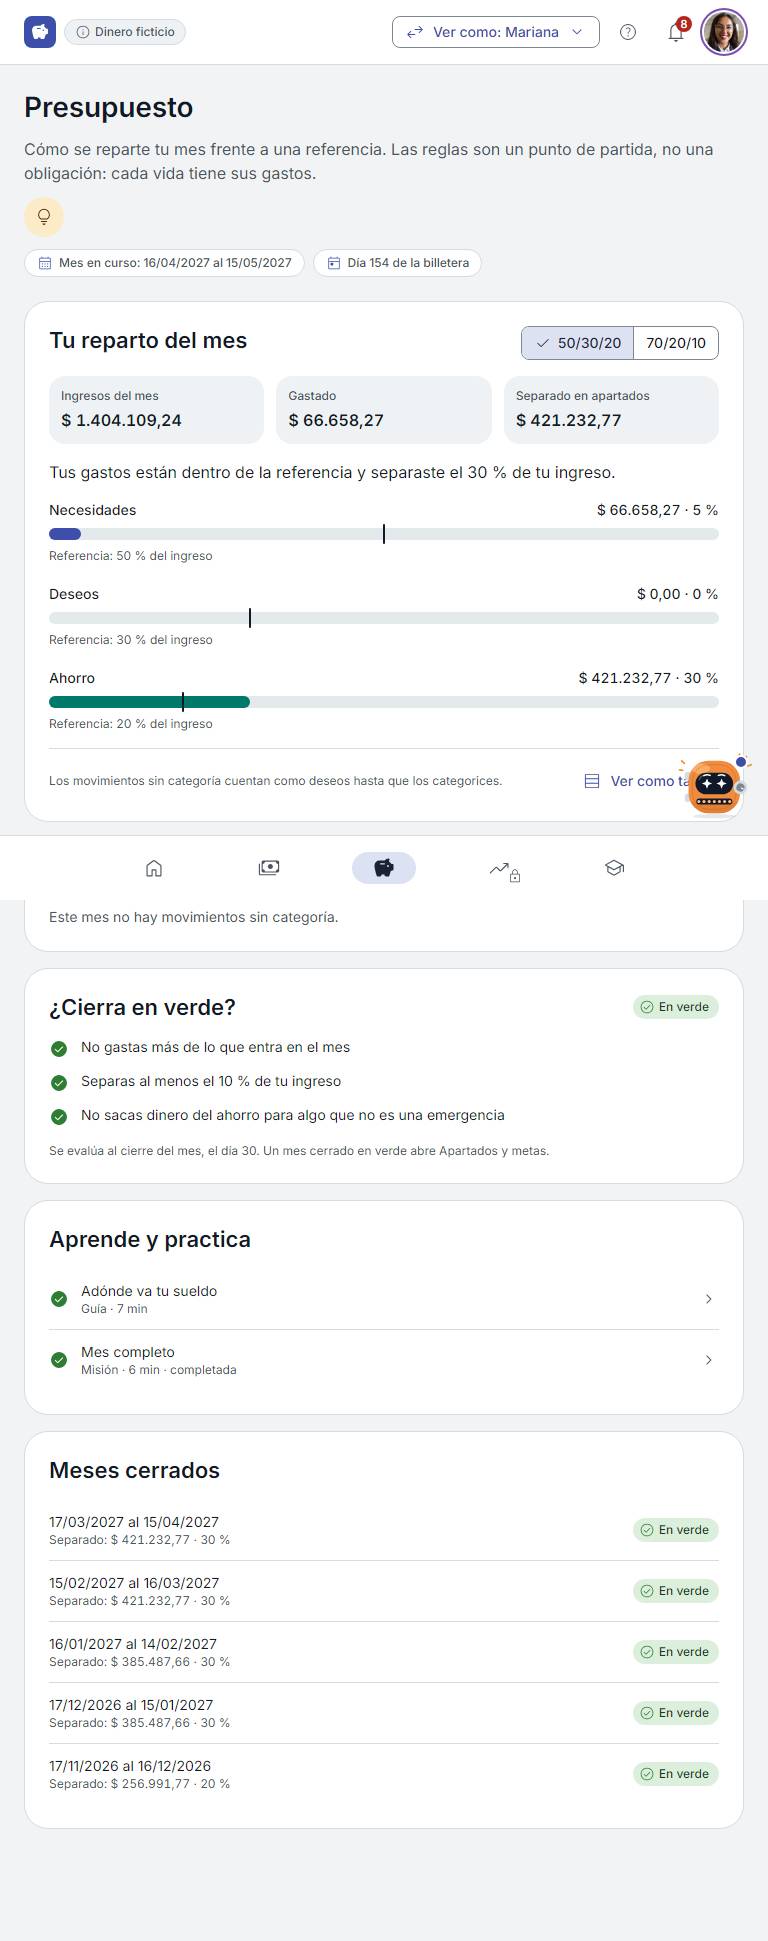 Dinero ficticio
Ver como: Mariana
8
Presupuesto
Cómo se reparte tu mes frente a una referencia. Las reglas son un punto de partida, no una
obligación: cada vida tiene sus gastos.
Mes en curso: 16/04/2027 al 15/05/2027
Día 154 de la billetera
Tu reparto del mes
50/30/20
70/20/10
Ingresos del mes
$ 1.404.109,24
Gastado
$ 66.658,27
Separado en apartados
$ 421.232,77
Tus gastos están dentro de la referencia y separaste el 30 % de tu ingreso.
Necesidades
$ 66.658,27 · 5 %
Referencia: 50 % del ingreso
Deseos
$ 0,00 · 0 %
Referencia: 30 % del ingreso
Ahorro
$ 421.232,77 · 30 %
Referencia: 20 % del ingreso
Los movimientos sin categoría cuentan como deseos hasta que los categorices.
Ver como
Este mes no hay movimientos sin categoría.
¿Cierra en verde?
En verde
No gastas más de lo que entra en el mes
Separas al menos el 10 % de tu ingreso
No sacas dinero del ahorro para algo que no es una emergencia
Se evalúa al cierre del mes, el día 30. Un mes cerrado en verde abre Apartados y metas.
Aprende y practica
Adónde va tu sueldo
Guía · 7 min
Mes completo
Misión · 6 min · completada
Meses cerrados
17/03/2027 al 15/04/2027
Separado: $ 421.232,77 · 30 %
En verde
15/02/2027 al 16/03/2027
Separado: $ 421.232,77 · 30 %
En verde
16/01/2027 al 14/02/2027
Separado: $ 385.487,66 · 30 %
En verde
17/12/2026 al 15/01/2027
Separado: $ 385.487,66 · 30 %
En verde
17/11/2026 al 16/12/2026
Separado: $ 256.991,77 · 20 %
En verde